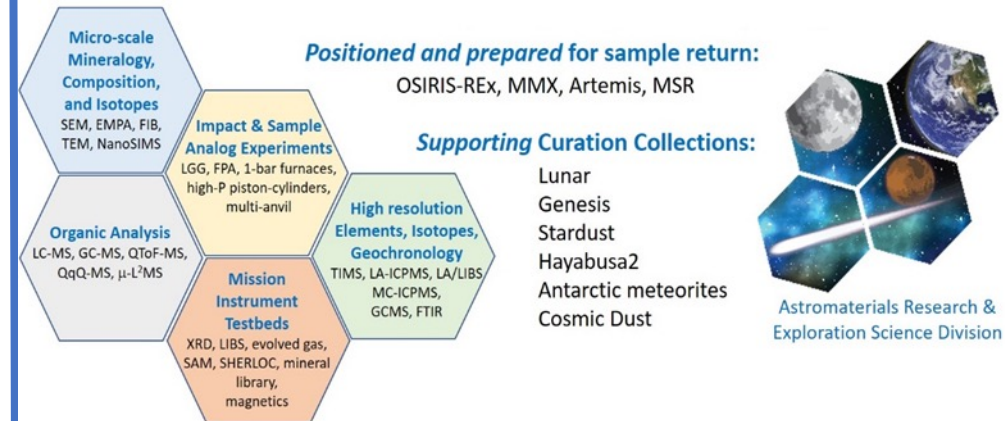 Micro-scale
Mineralogy,
Composition,
and Isotopes
SEM, EMPA, FIB,
TEM, NanoSIMS
Impact & Sample
Analog Experiments
LGG, FPA, 1-bar furnaces,
high-P piston-cylinders,
multi-anvil
Organic Analysis
LC-MS, GC-MS, QToF-MS,
QqQ-MS, μ-L²MS
High resolution
Elements, Isotopes,
Geochronology
TIMS, LA-ICPMS, LA/LIBS
MC-ICPMS,
GCMS, FTIR
Mission
Instrument
Testbeds
XRD, LIBS, evolved gas,
SAM, SHERLOC, mineral
library,
magnetics
Positioned and prepared for sample return:
OSIRIS-REx, MMX, Artemis, MSR
Supporting Curation Collections:
Lunar
Genesis
Stardust
Hayabusa2
Antarctic meteorites
Cosmic Dust
Astromaterials Research &
Exploration Science Division